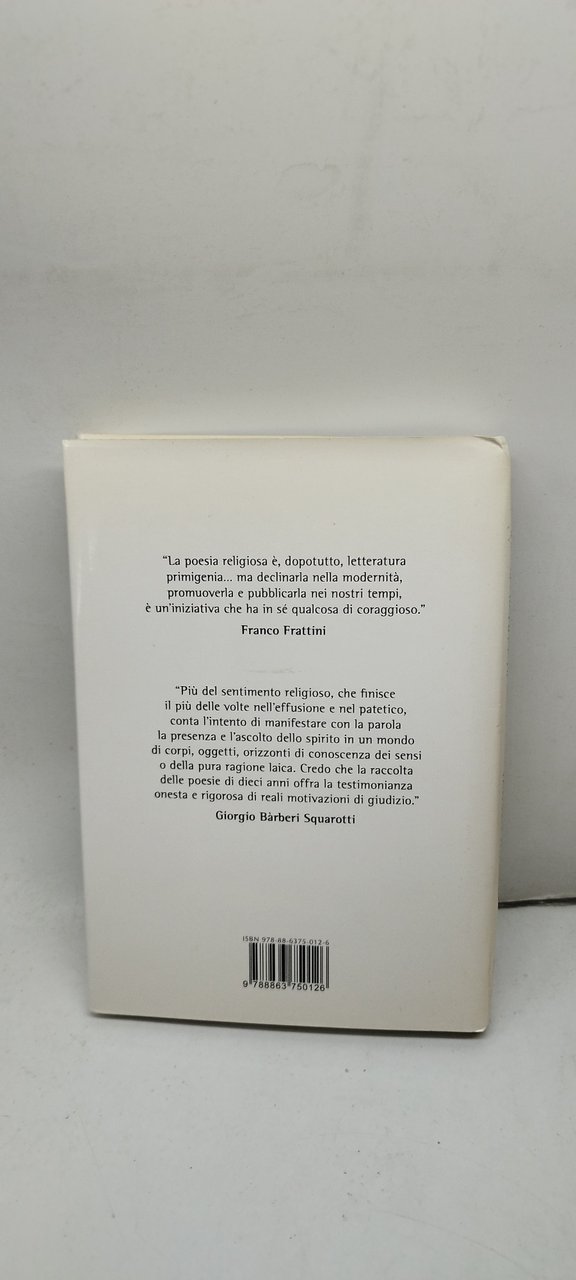 “La poesia religiosa è, dopotutto, letteratura
primigenia... ma declinarla nella modernità,
promuoverla e pubblicarla nei nostri tempi,
è un'iniziativa che ha in sé qualcosa di coraggioso.”
Franco Frattini
“Più del sentimento religioso, che finisce
il più delle volte nell'effusione e nel patetico,
conta l'intento di manifestare con la parola
la presenza e l'ascolto dello spirito in un mondo
di corpi, oggetti, orizzonti di conoscenza dei sensi
o della pura ragione laica. Credo che la raccolta
delle poesie di dieci anni offra la testimonianza
onesta e rigorosa di reali motivazioni di giudizio.”
Giorgio Bàrberi Squarotti
ISBN 978-88-6375-012-6
9 788863 750126